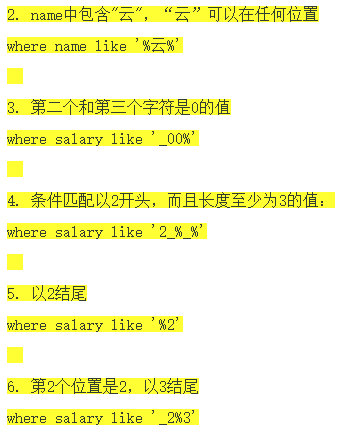 2. name中包含"云", “云” 可以在任何位置
where name like '%云%'
3. 第二个和第三个字符是0的值
where salary like '_00%'
4. 条件匹配以2开头，而且长度至少为3的值：
where salary like '2_%_%'
5. 以2结尾
where salary like '%2'
6. 第2个位置是2，以3结尾
where salary like '_2%3'